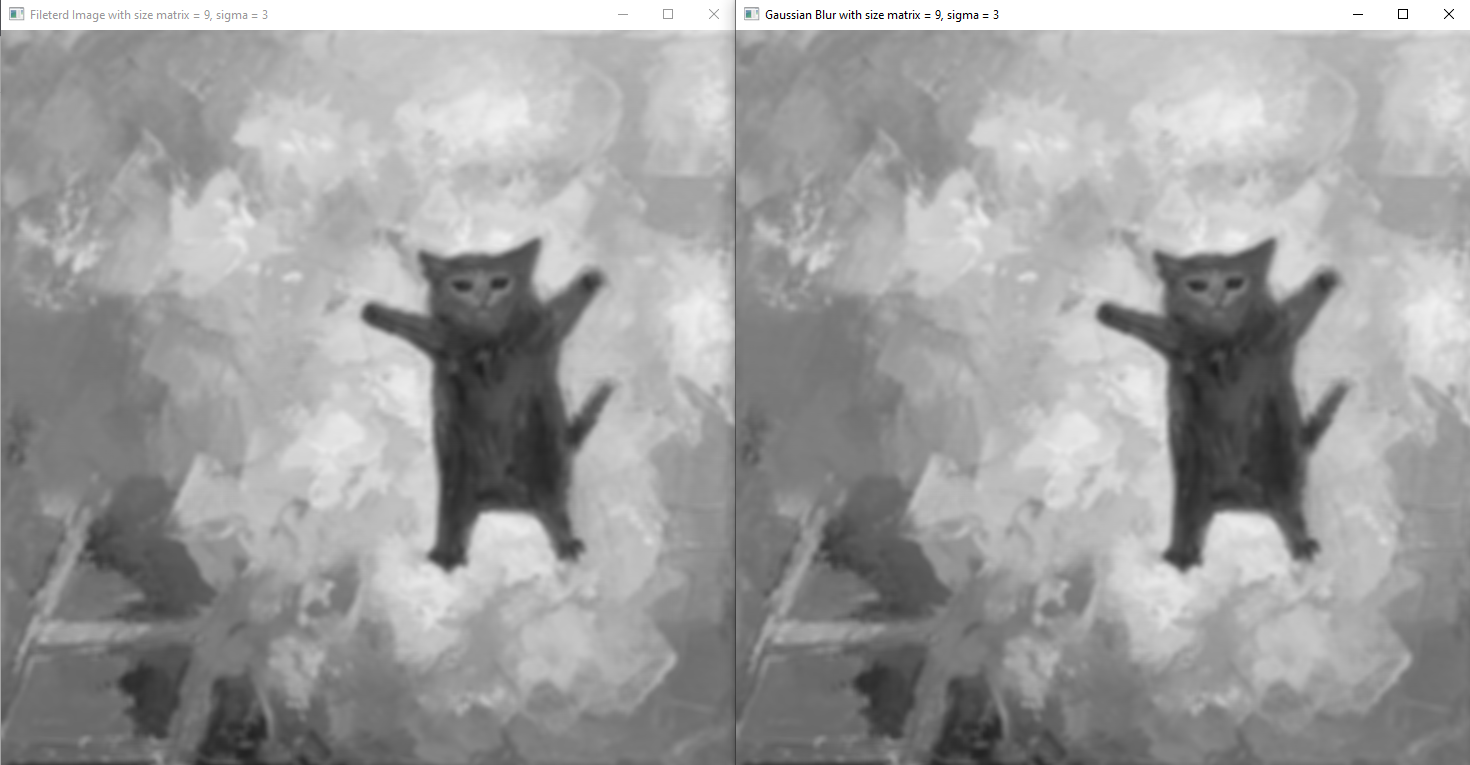 Fileterd Image with size matrix = 9, sigma = 3
Gaussian Blur with size matrix = 9, sigma = 3